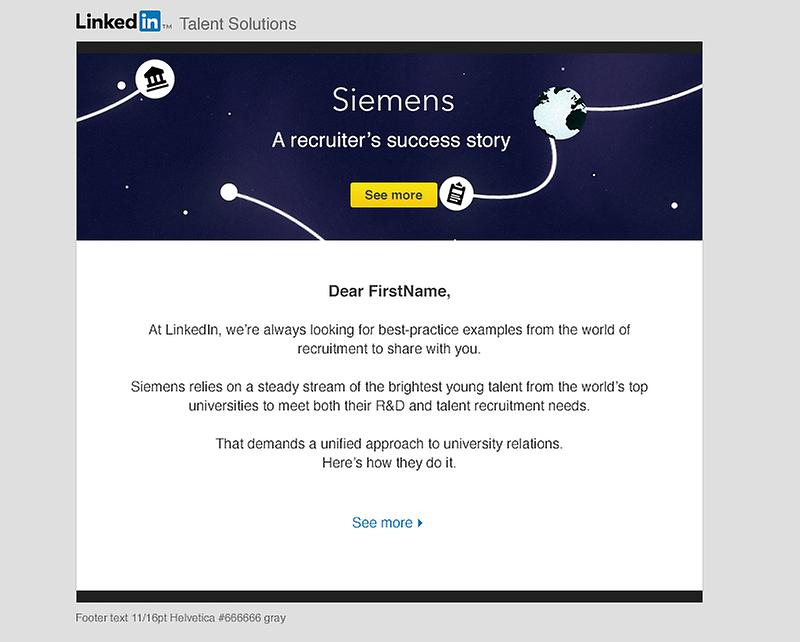 LinkedIn™ Talent Solutions
Siemens
A recruiter’s success story
See more
Dear FirstName,
At LinkedIn, we’re always looking for best-practice examples from the world of
recruitment to share with you.
Siemens relies on a steady stream of the brightest young talent from the world’s top
universities to meet both their R&D and talent recruitment needs.
That demands a unified approach to university relations.
Here’s how they do it.
See more
Footer text 11/16pt Helvetica #666666 gray